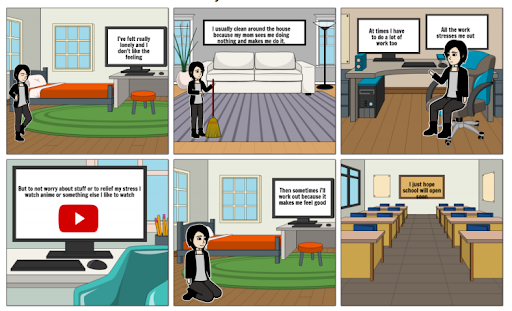 I've felt really
lonely and I
don't like the
feeling
I usually clean around the house
because my mom sees me doing
nothing and makes me do it.
At times I have
to do a lot of
work too
All the work
stresses me out
But to not worry about stuff or to relief my stress I
watch anime or something else I like to watch
Then sometimes I'll
work out because it
makes me feel good
I just hope
school will open
soon